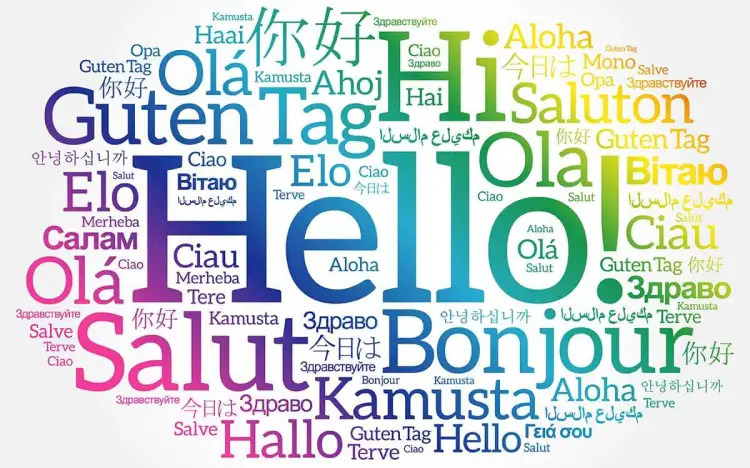 Kamusta
Haai
你好
Здравствуйте
Ciao
Здраво
Hi
Aloha
Guten Tag
Opa
Guten Tag
Olá
Kamusta
Ahoj
Hai
今日は
Mono
Salve
Opa
Здравствуйте
你好
Guten Tag
Saluton
السلام عليكم
你好
Guten Tag
안녕하십니까
Ciao
Salut
Elo
Вітаю
السلام عليكم
Merheba
Elo
Ciao
今日は
Terve
Ola
Ciao
Salut
Вітаю
السلام عليكم
Салам
Hello!
Ciau
Merheba
Tere
Aloha
Aloha
Olá
Salut
Salut
Ciau
Olá
Ciao
Guten Tag
你好
Здраво
Kamusta
Здравствуйте
Salve
Terve
Ciao
Salut
你好
Kamusta
Здраво
今日は
Здравствуйте
안녕하십니까
السلام عليكم
Terve
Bonjour
你好
Bonjour
Kamusta
Здравствуйте
今日は
Здраво
Kamusta
Aloha
안녕하십니까
السلام عليكم
Terve
Salve
Hallo
Guten Tag
Terve
Ciao
Hello
Γειά σου
Salut